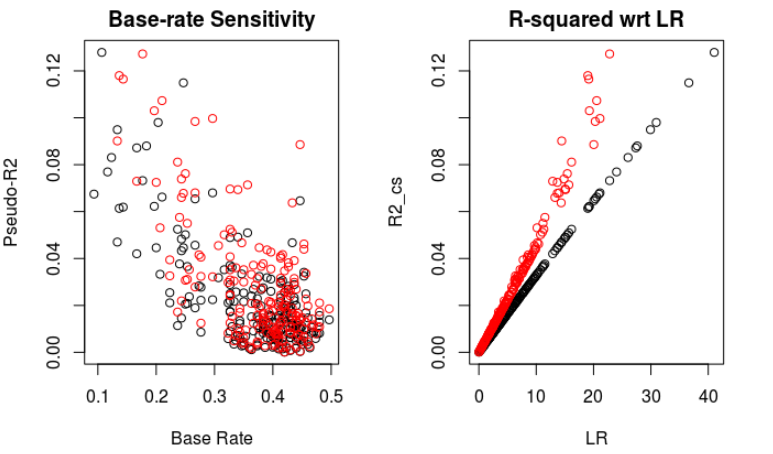 Base-rate Sensitivity
Pseudo-R2
0.00
0.04
0.08
0.12
0.1 0.2 0.3 0.4 0.5
Base Rate
R-squared wrt LR
R2_cs
0.00
0.04
0.08
0.12
0 10 20 30 40
LR